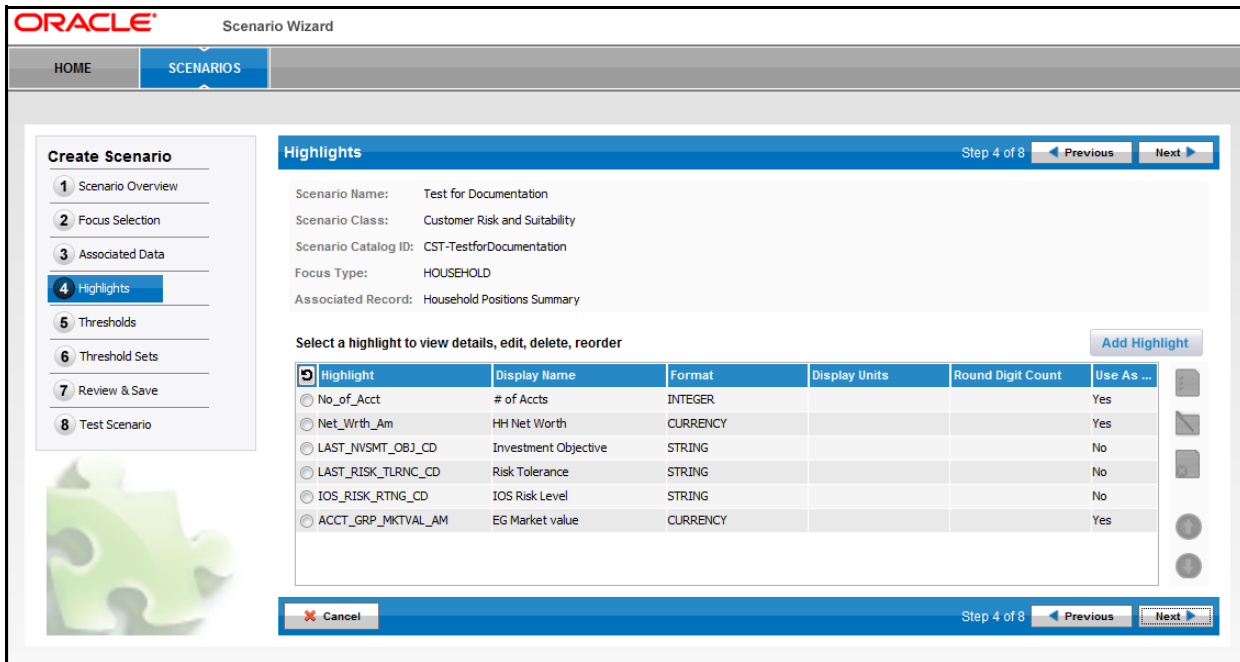 ORACLE Scenario Wizard
HOME SCENARIOS
Create Scenario
1 Scenario Overview
2 Focus Selection
3 Associated Data
4 Highlights
5 Thresholds
6 Threshold Sets
7 Review & Save
8 Test Scenario
Highlights Step 4 of 8 Previous Next
Scenario Name: Test for Documentation
Scenario Class: Customer Risk and Suitability
Scenario Catalog ID: CST-TestforDocumentation
Focus Type: HOUSEHOLD
Associated Record: Household Positions Summary
Select a highlight to view details, edit, delete, reorder Add Highlight
Highlight Display Name Format Display Units Round Digit Count Use As ...
No_of_Acct # of Accts INTEGER Yes
Net_Wrth_Am HH Net Worth CURRENCY Yes
LAST_NVSMT_OBJ_CD Investment Objective STRING No
LAST_RISK_TLRNC_CD Risk Tolerance STRING No
IOS_RISK_RTNG_CD IOS Risk Level STRING No
ACCT_GRP_MKTVAL_AM EG Market value CURRENCY Yes
Cancel Step 4 of 8 Previous Next